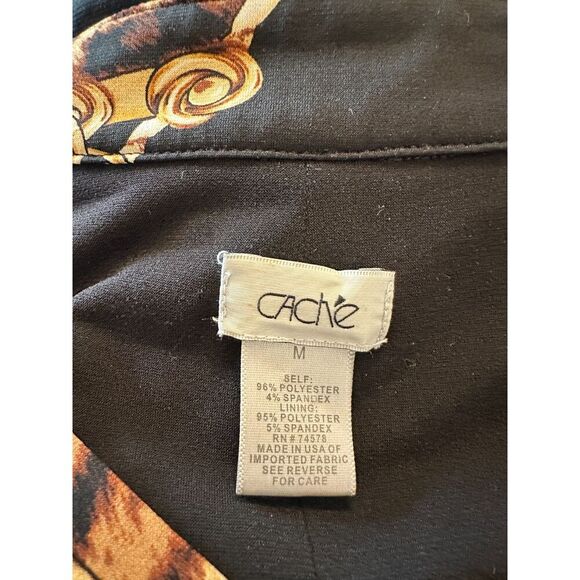 CAché
M
SELF:
96% POLYESTER
4% SPANDEX
LINING:
95% POLYESTER
5% SPANDEX
RN # 74578
MADE IN USA OF
IMPORTED FABRIC
SEE REVERSE
FOR CARE